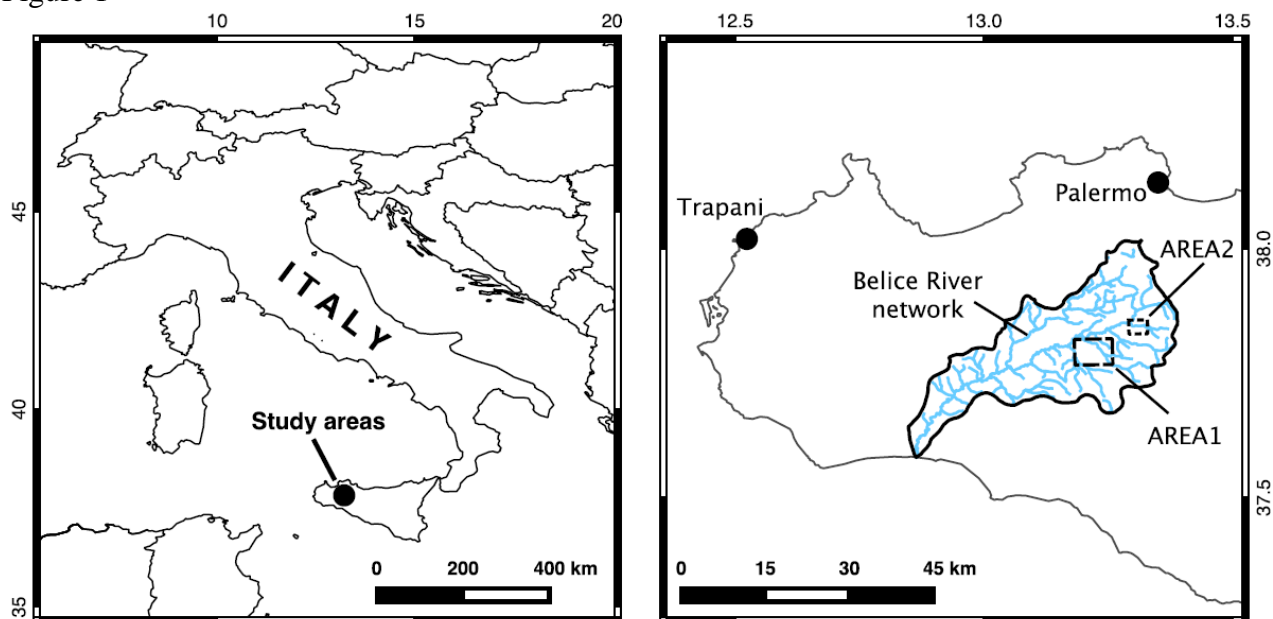 Figure 1
10 15 20
45
40
35
ITALY
Study areas
0 200 400 km
12.5 13.0 13.5
38.0
37.5
Trapani
Palermo
AREA2
Belice River
network
AREA1
0 15 30 45 km